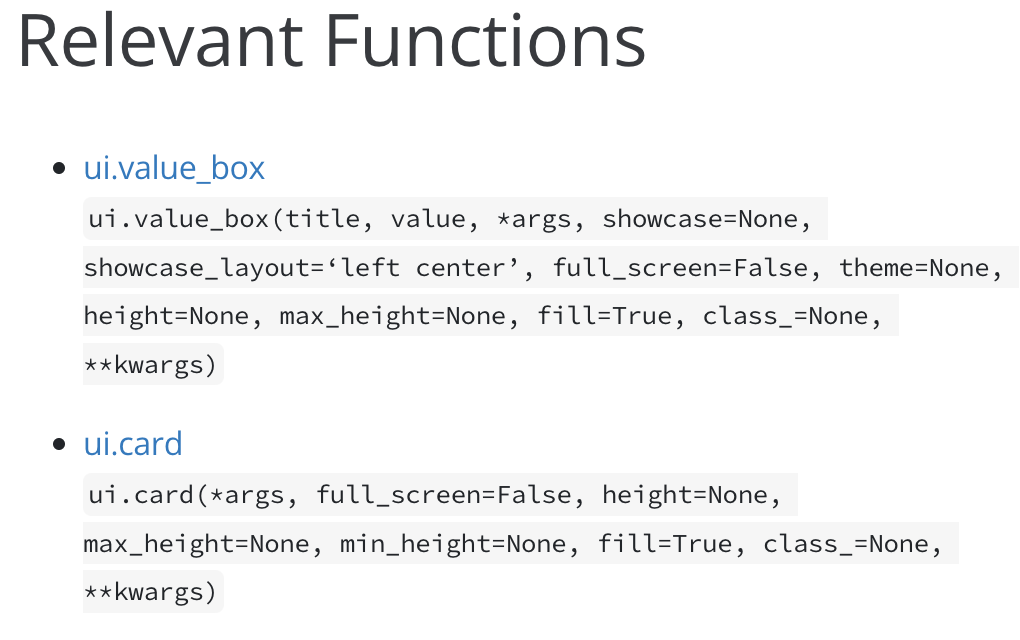 Relevant Functions
ui.value_box
ui.value_box(title, value, *args, showcase=None,
showcase_layout=‘left center’, full_screen=False, theme=None,
height=None, max_height=None, fill=True, class_=None,
**kwargs)
ui.card
ui.card(*args, full_screen=False, height=None,
max_height=None, min_height=None, fill=True, class_=None,
**kwargs)